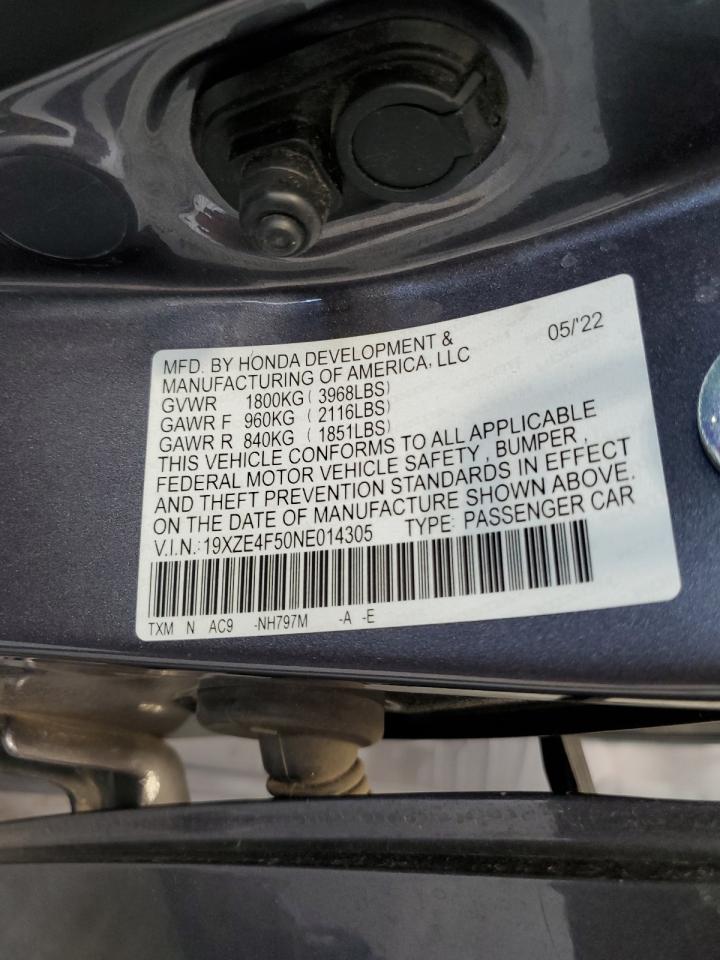 MFD. BY HONDA DEVELOPMENT & 05/'22
MANUFACTURING OF AMERICA, LLC
GVWR 1800KG ( 3968LBS)
GAWR F 960KG ( 2116LBS)
GAWR R 840KG ( 1851LBS)
THIS VEHICLE CONFORMS TO ALL APPLICABLE
FEDERAL MOTOR VEHICLE SAFETY , BUMPER ,
AND THEFT PREVENTION STANDARDS IN EFFECT
ON THE DATE OF MANUFACTURE SHOWN ABOVE.
V.I.N.:19XZE4F50NE014305 TYPE: PASSENGER CAR
TXM N AC9 -NH797M -A -E